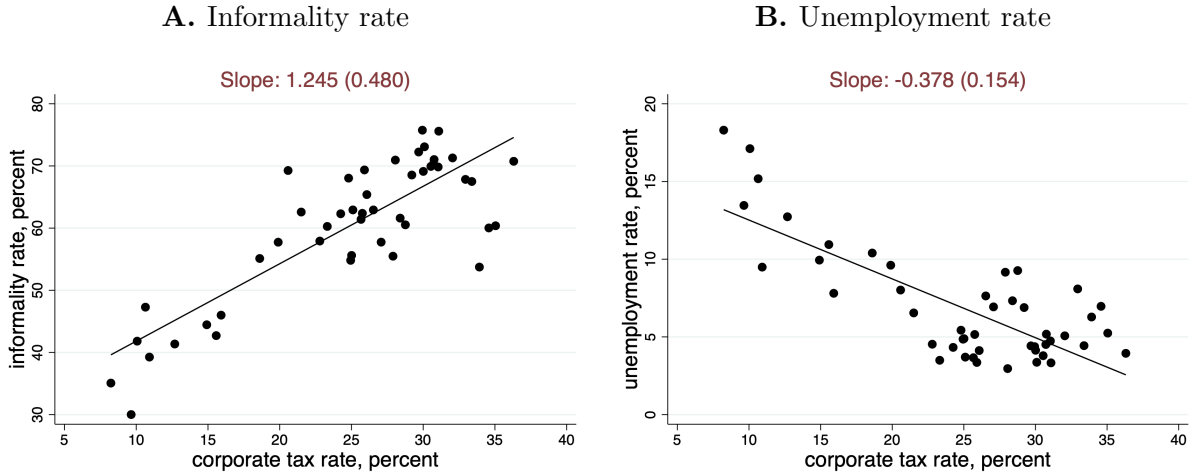 A. Informality rate
Slope: 1.245 (0.480)
informality rate, percent
80
70
60
50
40
30
5 10 15 20 25 30 35 40
corporate tax rate, percent
B. Unemployment rate
Slope: -0.378 (0.154)
unemployment rate, percent
20
15
10
5
0
5 10 15 20 25 30 35 40
corporate tax rate, percent